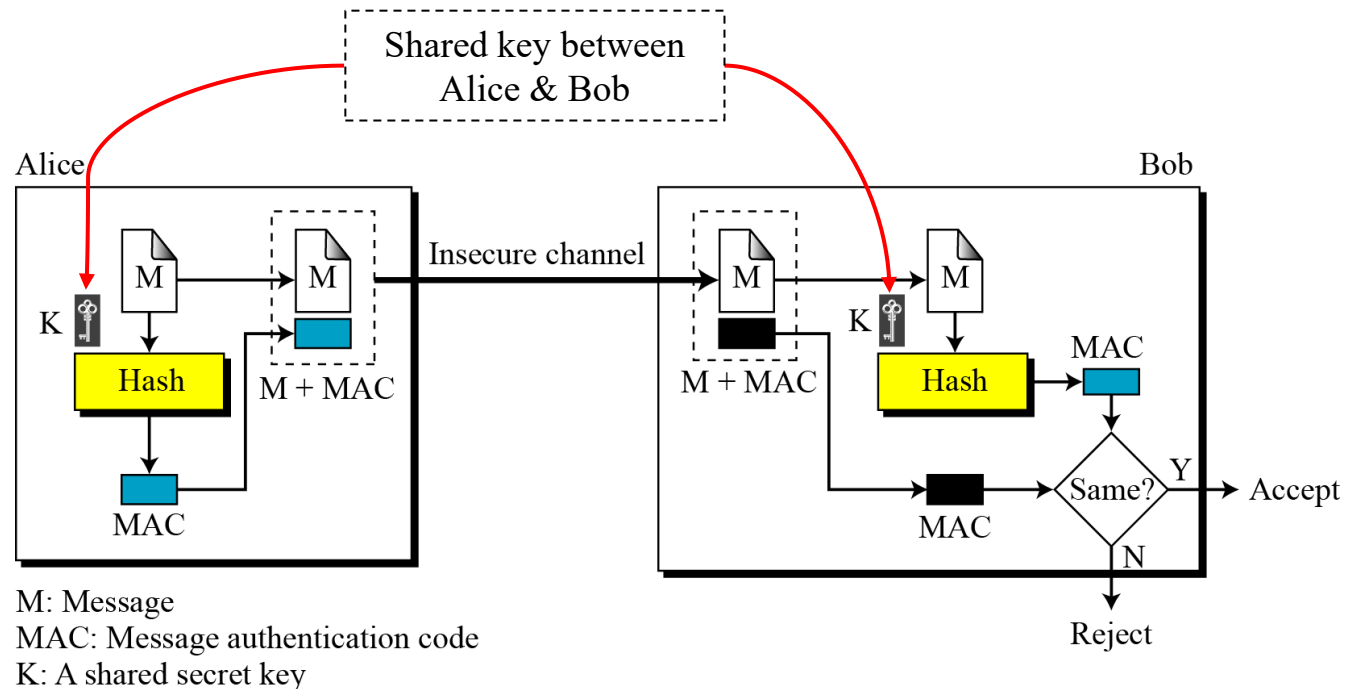 Shared key between
Alice & Bob
Alice
Bob
Insecure channel
M
M
M
M
K
K
Hash
Hash
MAC
M + MAC
M + MAC
MAC
MAC
Same?
Y
Accept
N
Reject
M: Message
MAC: Message authentication code
K: A shared secret key